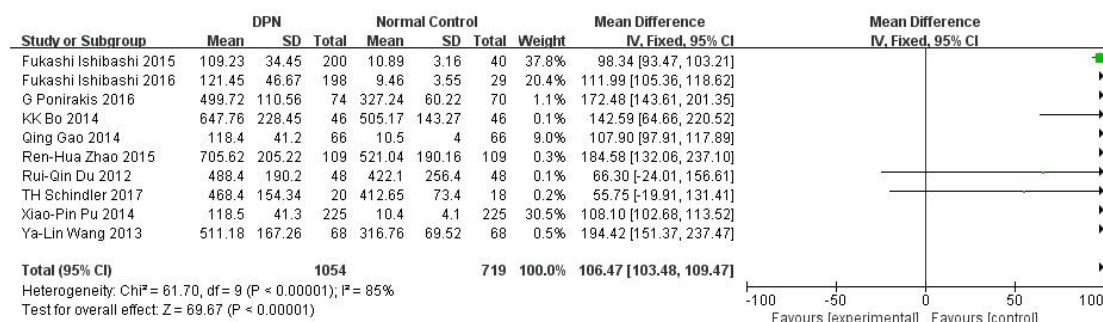 DPN Normal Control Mean Difference Mean Difference
Study or Subgroup Mean SD Total Mean SD Total Weight IV, Fixed, 95% CI IV, Fixed, 95% CI
Fukashi Ishibashi 2015 109.23 34.45 200 10.89 3.16 40 37.8% 98.34 [93.47, 103.21]
Fukashi Ishibashi 2016 121.45 46.67 198 9.46 3.55 29 20.4% 111.99 [105.36, 118.62]
G Ponirakis 2016 499.72 110.56 74 327.24 60.22 70 1.1% 172.48 [143.61, 201.35]
KK Bo 2014 647.76 228.45 46 505.17 143.27 46 0.1% 142.59 [64.66, 220.52]
Qing Gao 2014 118.4 41.2 66 10.5 4 66 9.0% 107.90 [97.91, 117.89]
Ren-Hua Zhao 2015 705.62 205.22 109 521.04 190.16 109 0.3% 184.58 [132.06, 237.10]
Rui-Qin Du 2012 488.4 190.2 48 422.1 256.4 48 0.1% 66.30 [-24.01, 156.61]
TH Schindler 2017 468.4 154.34 20 412.65 73.4 18 0.2% 55.75 [-19.91, 131.41]
Xiao-Pin Pu 2014 118.5 41.3 225 10.4 4.1 225 30.5% 108.10 [102.68, 113.52]
Ya-Lin Wang 2013 511.18 167.26 68 316.76 69.52 68 0.5% 194.42 [151.37, 237.47]
Total (95% CI) 1054 719 100.0% 106.47 [103.48, 109.47]
Heterogeneity: Chi² = 61.70, df = 9 (P < 0.00001); I² = 85%
Test for overall effect: Z = 69.67 (P < 0.00001)
-100 -50 0 50 100
Favours [experimental] Favours [control]